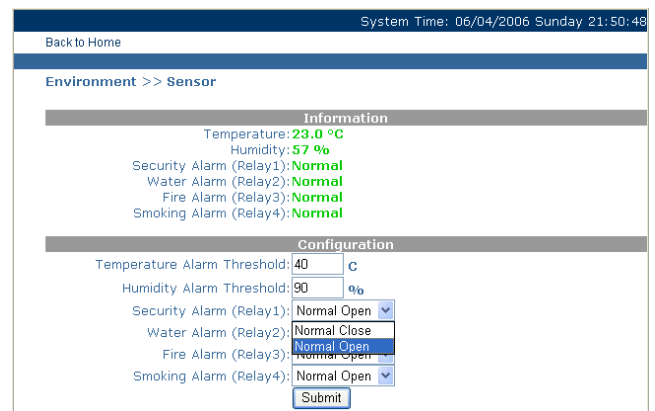 System Time: 06/04/2006 Sunday 21:50:48
Back to Home
Environment >> Sensor
Information
Temperature: 23.0 ºC
Humidity: 57 %
Security Alarm (Relay1): Normal
Water Alarm (Relay2): Normal
Fire Alarm (Relay3): Normal
Smoking Alarm (Relay4): Normal
Configuration
Temperature Alarm Threshold: 40 C
Humidity Alarm Threshold: 90 %
Security Alarm (Relay1): Normal Open
Water Alarm (Relay2): Normal Close
Normal Open
Fire Alarm (Relay3): Normal Open
Smoking Alarm (Relay4): Normal Open
Submit